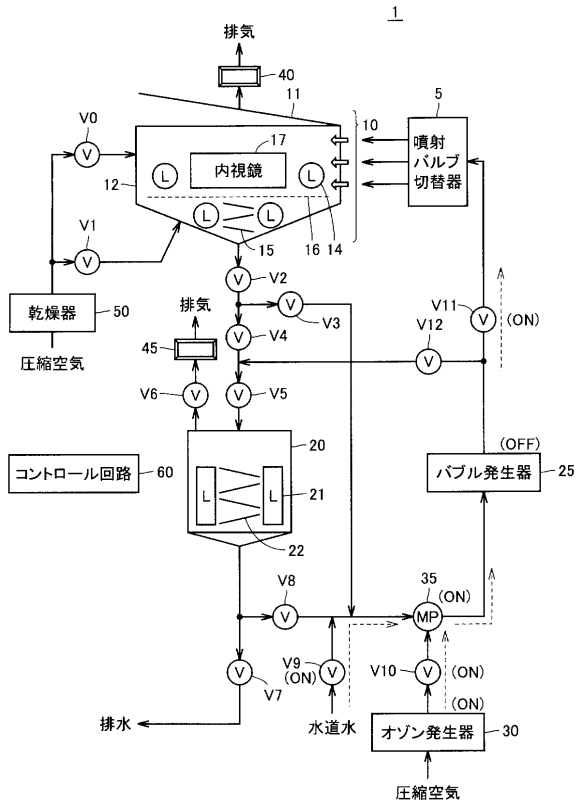 1
排気
40
11
5
10
V0
17
噴射
バルブ
切替器
内視鏡
V
12
L
L
L
L
16
14
15
V1
V
V2
V
乾燥器
50
圧縮空気
排気
V
V3
V11
V
(ON)
V12
V
V4
V
45
V6
V
V
V5
20
(OFF)
コントロール回路
60
L
L
21
バブル発生器
25
22
V8
V
35
MP
(ON)
V
V7
V9
(ON)
V
V10
V
(ON)
(ON)
排水
水道水
オゾン発生器
30
圧縮空気